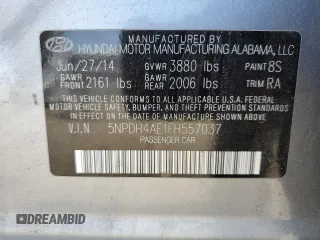 HYUNDAI MOTOR MANUFACTURING ALABAMA, LLC
Jun/27/14 GVWR 3880 lbs PAINT 8S
GAWR FRONT 2161 lbs GAWR REAR 2006 lbs TRIM RA
THIS VEHICLE CONFORMS TO ALL APPLICABLE
FEDERAL MOTOR VEHICLE SAFETY, BUMPER, AND THEFT PREVENTION
STANDARDS IN EFFECT ON THE DATE OF MANUFACTURE SHOWN ABOVE.
V.I.N 5NPDH4AE1FH557037
PASSENGER CAR
DREAMBID